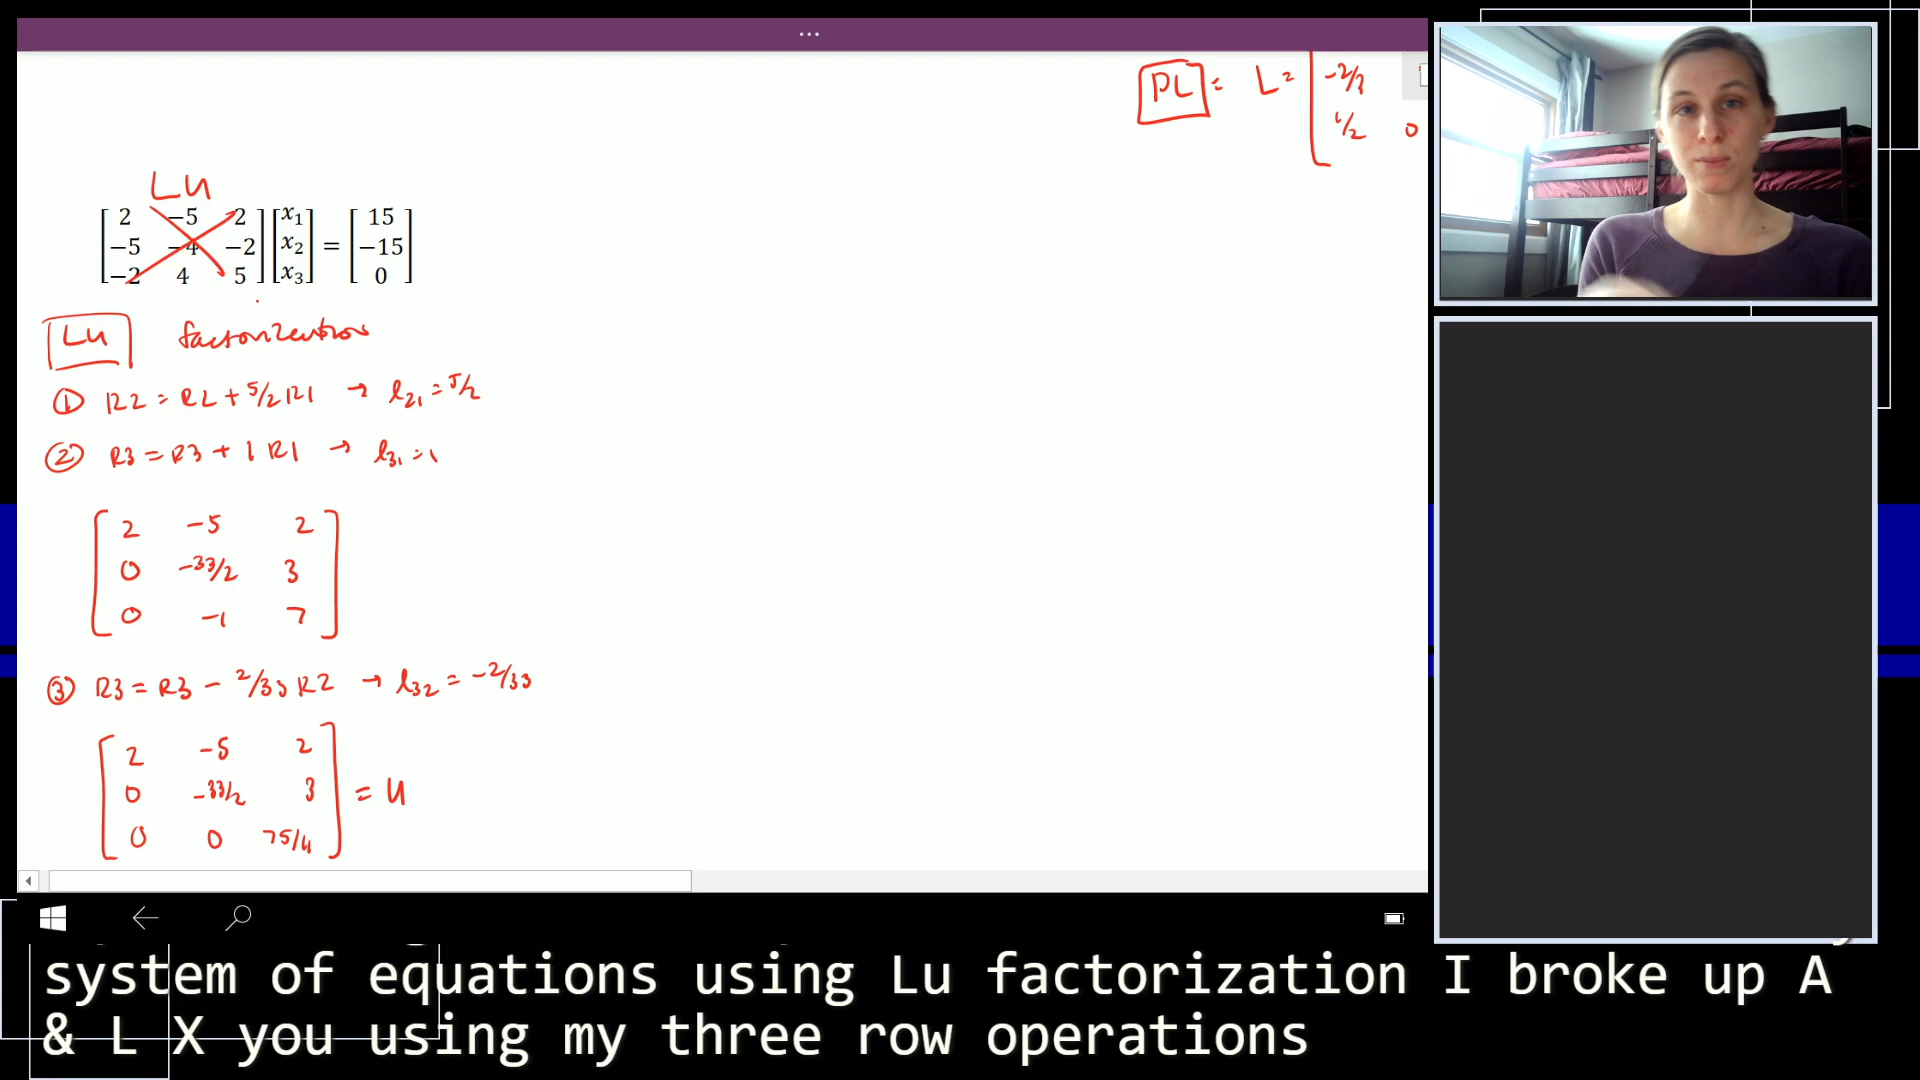 PL = L = -2/3
1/2 0
LU
2 -5 2 x₁ 15
-5 -4 -2 x₂ = -15
-2 4 5 x₃ 0
LU factorization
① R2 = R2 + 5/2 R1 → l₂₁ = 5/2
② R3 = R3 + 1 R1 → l₃₁ = 1
2 -5 2
0 -33/2 3
0 -1 7
③ R3 = R3 - 2/33 R2 → l₃₂ = -2/33
2 -5 2
0 -33/2 3 = U
0 0 75/4
system of equations using Lu factorization I broke up A
& L X you using my three row operations